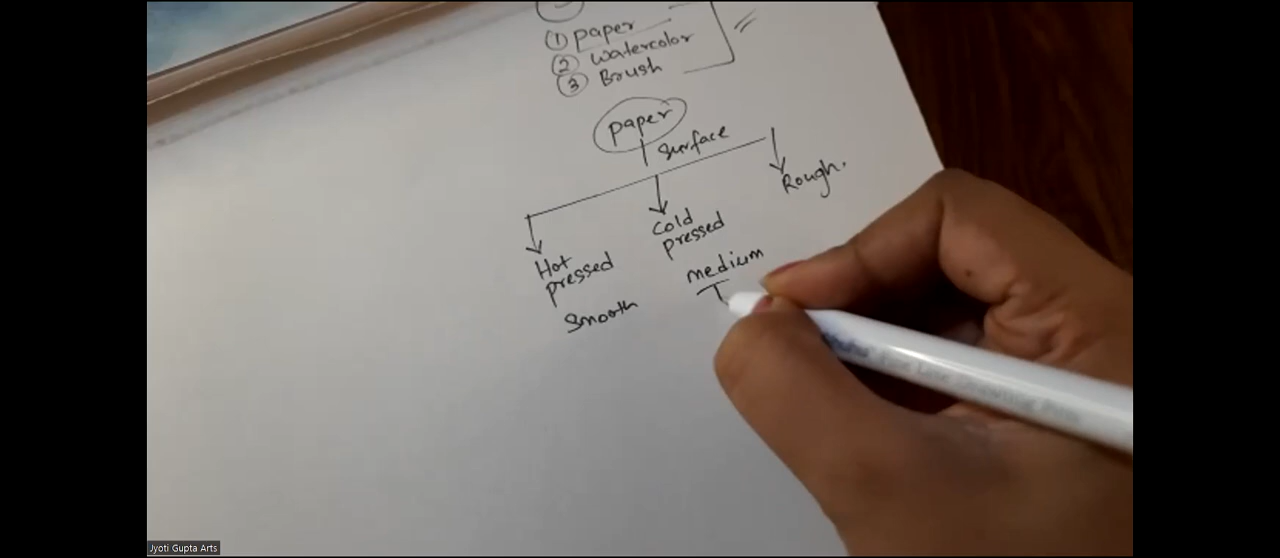 ① paper
② watercolor
③ Brush
paper
surface
Rough.
Cold
pressed
Hot
pressed
medium
Smooth
T
Jyoti Gupta Arts